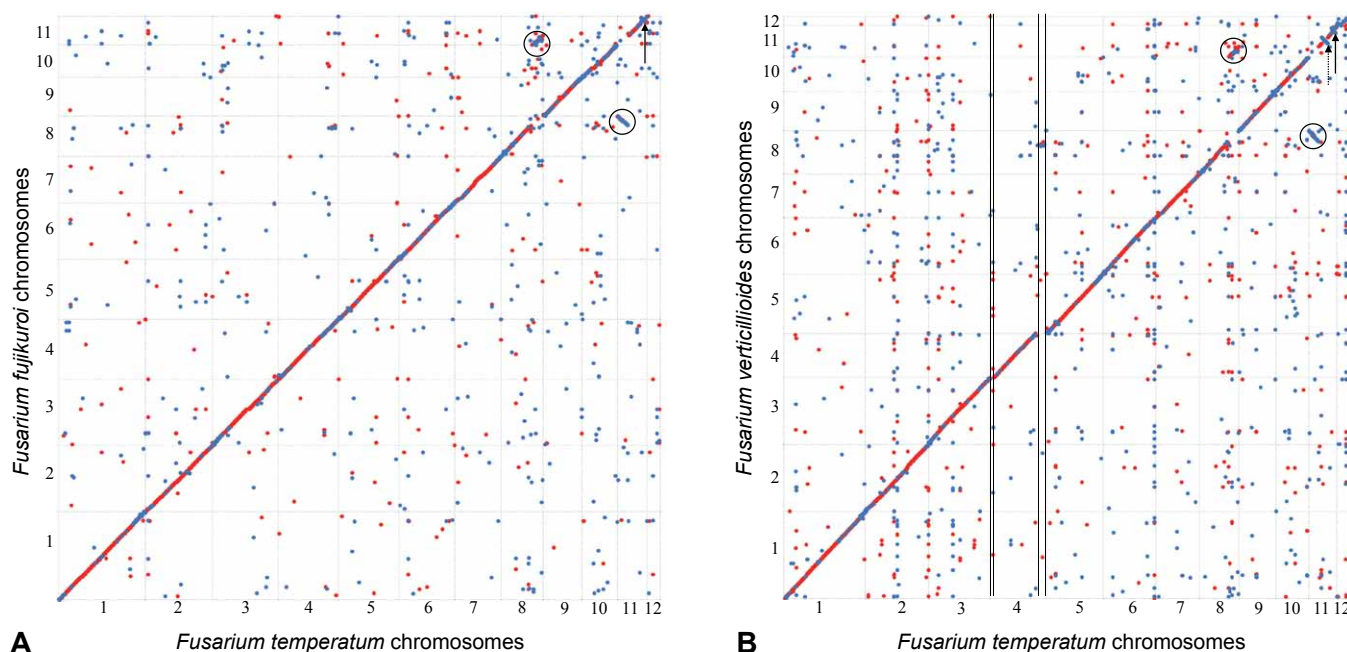 11
10
9
8
7
6
5
4
3
2
1
Fusarium fujikuroi chromosomes
1 2 3 4 5 6 7 8 9 10 11 12
A
Fusarium temperatum chromosomes
12
11
10
9
8
7
6
5
4
3
2
1
Fusarium verticillioides chromosomes
1 2 3 4 5 6 7 8 9 10 11 12
B
Fusarium temperatum chromosomes